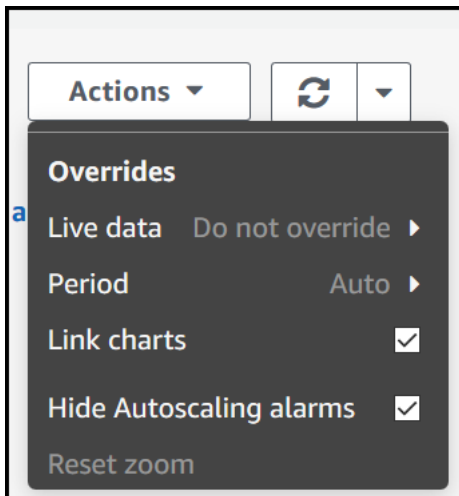 Actions
Overrides
a
Live data Do not override
Period Auto
Link charts
Hide Autoscaling alarms
Reset zoom